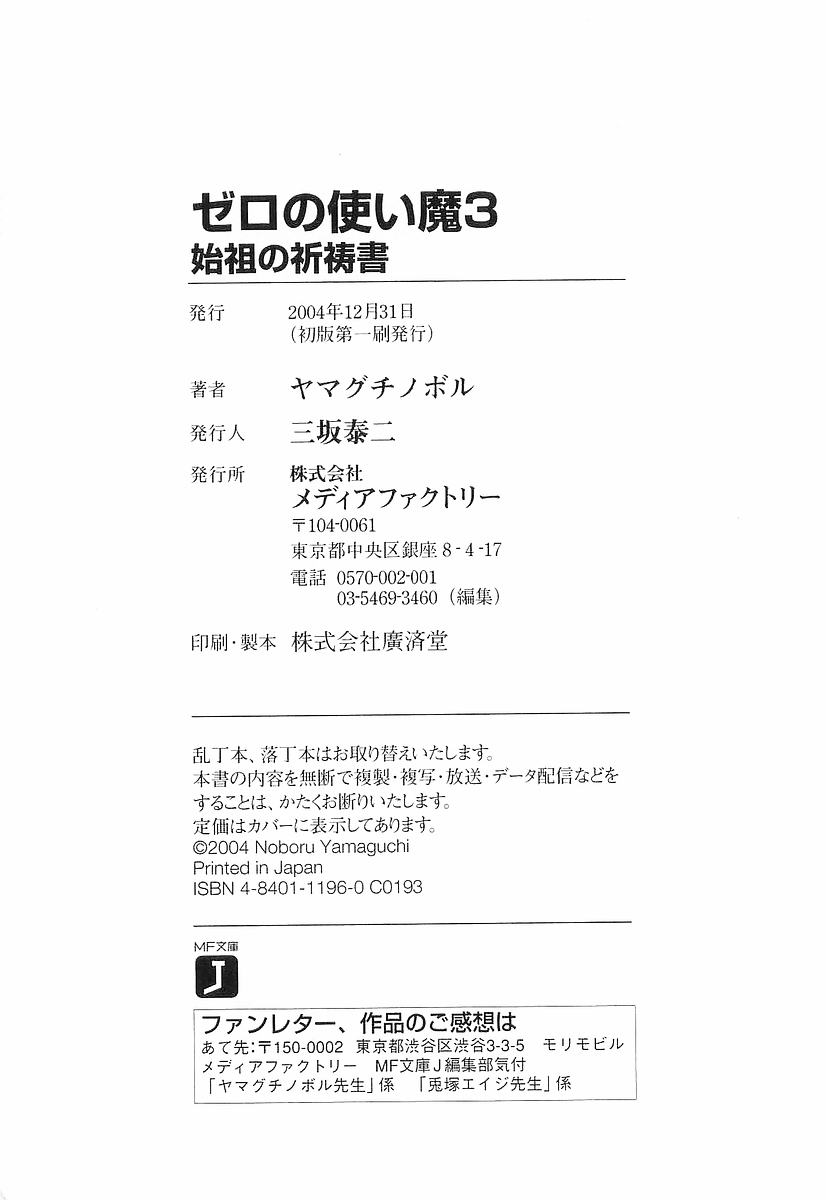 ゼロの使い魔3
始祖の祈祷書
発行 2004年12月31日
(初版第一刷発行)
著者 ヤマグチノボル
発行人 三坂泰二
発行所 株式会社
メディアファクトリー
〒104-0061
東京都中央区銀座8-4-17
電話 0570-002-001
03-5469-3460(編集)
印刷・製本 株式会社廣済堂
乱丁本、落丁本はお取り替えいたします。
本書の内容を無断で複製・複写・放送・データ配信などを
することは、かたくお断りいたします。
定価はカバーに表示してあります。
©2004 Noboru Yamaguchi
Printed in Japan
ISBN 4-8401-1196-0 C0193
MF文庫
J
ファンレター、作品のご感想は
あて先:〒150-0002 東京都渋谷区渋谷3-3-5 モリモビル
メディアファクトリー MF文庫J編集部気付
「ヤマグチノボル先生」係 「兎塚エイジ先生」係